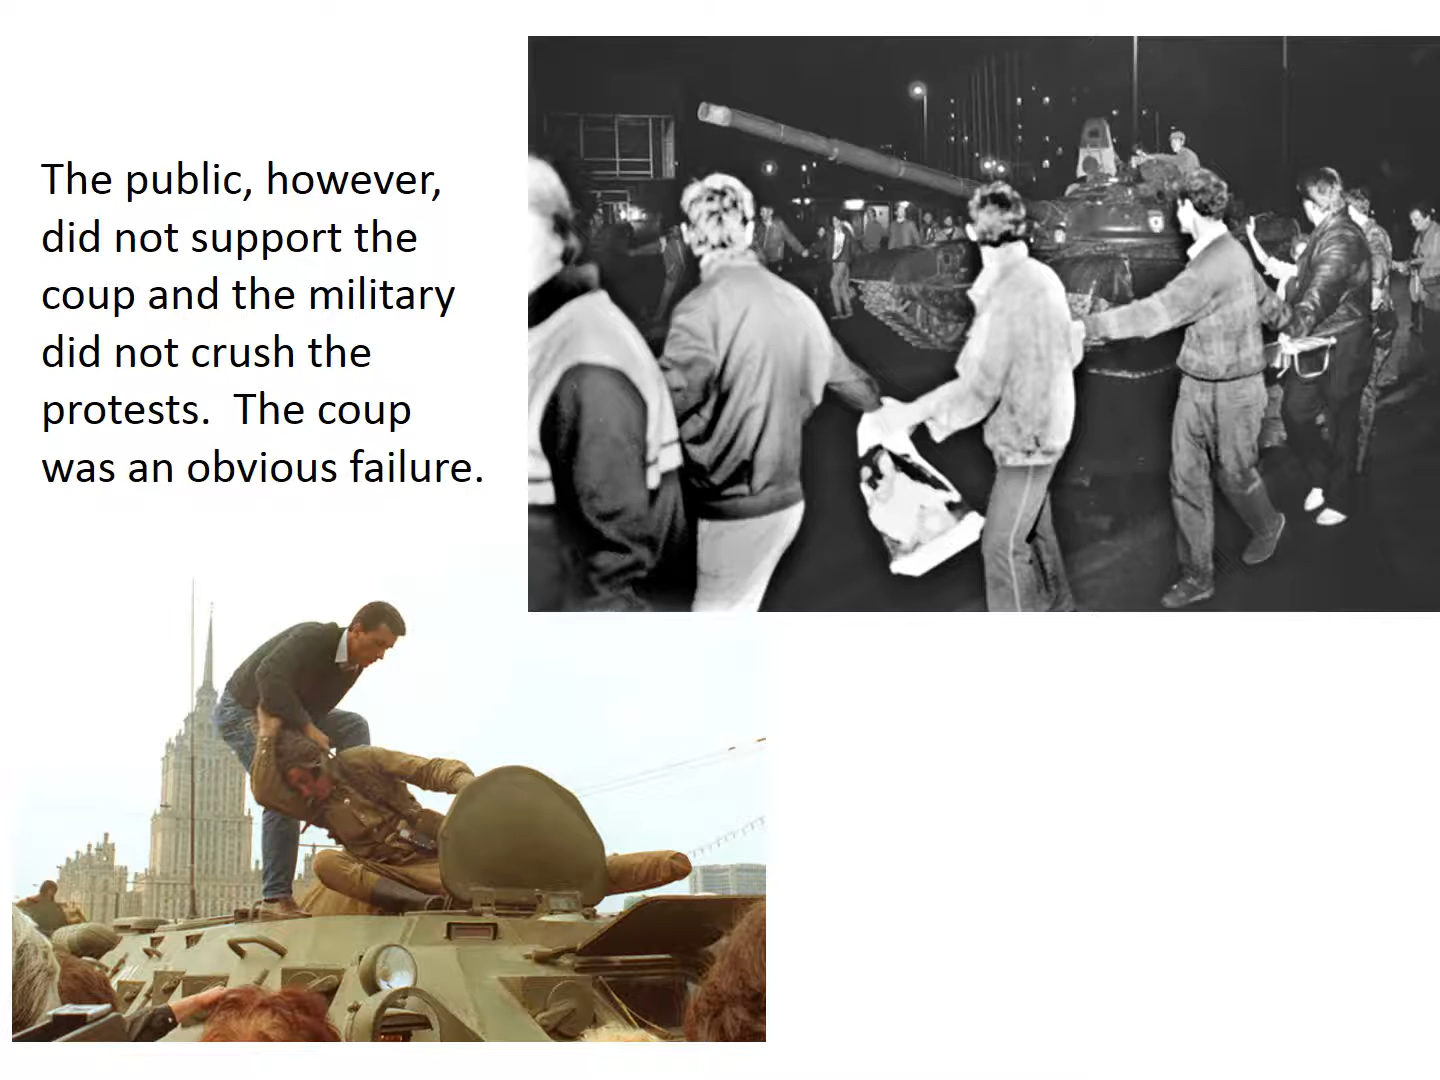 The public, however,
did not support the
coup and the military
did not crush the
protests.  The coup
was an obvious failure.